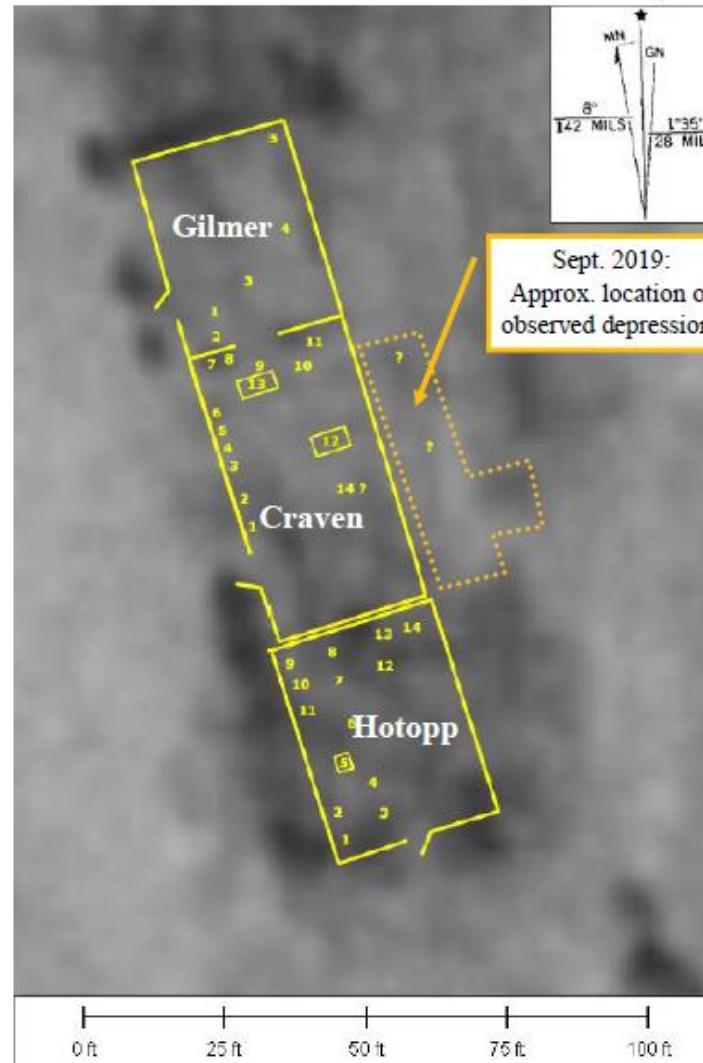 MN
GN
8°
142 MILS
1°35'
28 MIL
Sept. 2019:
Approx. location o
observed depression
Gilmer
5
4
3
1
2
7 8
9
10
11
13
6
5
4
3
2
1
12
14 ?
Craven
?
?
9
8
13
14
10
7
12
11
6
Hotopp
5
4
2
3
1
0 ft
25 ft
50 ft
75 ft
100 ft